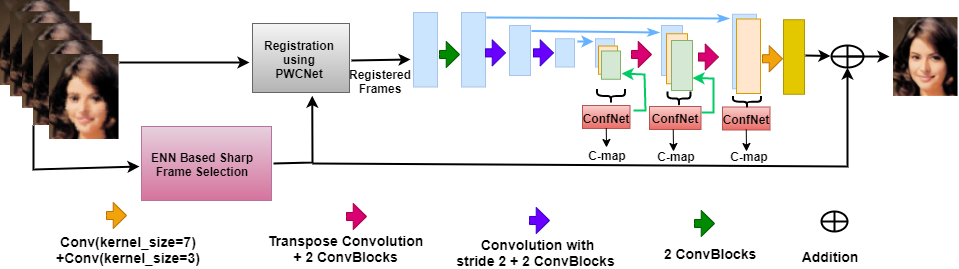 Registration
using
PWCNet
Registered
Frames
ENN Based Sharp
Frame Selection
ConfNet
ConfNet
ConfNet
C-map
C-map
C-map
Conv(kernel_size=7)
+Conv(kernel_size=3)
Transpose Convolution
+ 2 ConvBlocks
Convolution with
stride 2 + 2 ConvBlocks
2 ConvBlocks
Addition